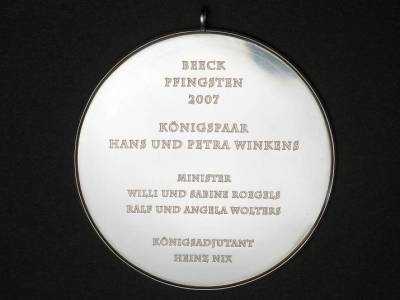 BEECK
PFINGSTEN
2007
KÖNIGSPAAR
HANS UND PETRA WINKENS
MINISTER
WILLI UND SABINE ROEGELS
RALF UND ANGELA WOLTERS
KÖNIGSADJUTANT
HEINZ NIX